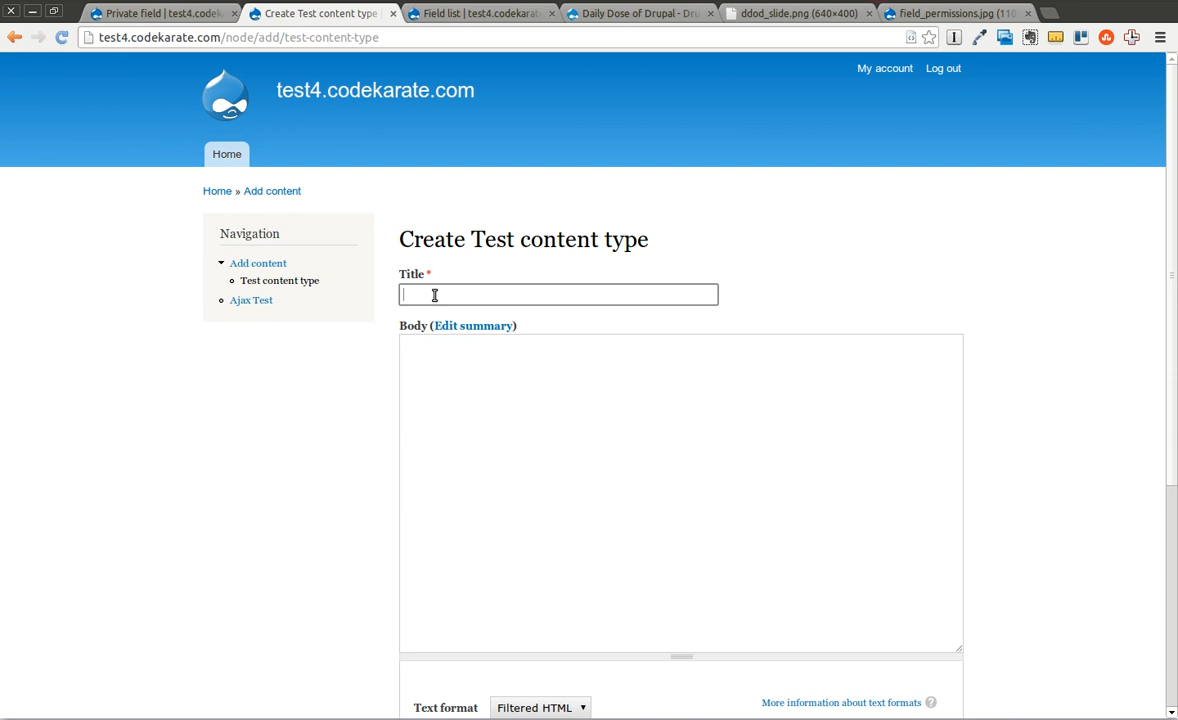 Private field | test4.codek
Create Test content type
Field list | test4.codekarat
Daily Dose of Drupal - Dru
ddod_slide.png (640×400)
field_permissions.jpg (110
test4.codekarate.com/node/add/test-content-type
My account Log out
test4.codekarate.com
Home
Home » Add content
Navigation
Add content
Test content type
Ajax Test
Create Test content type
Title *
Body (Edit summary)
Text format Filtered HTML
More information about text formats ?